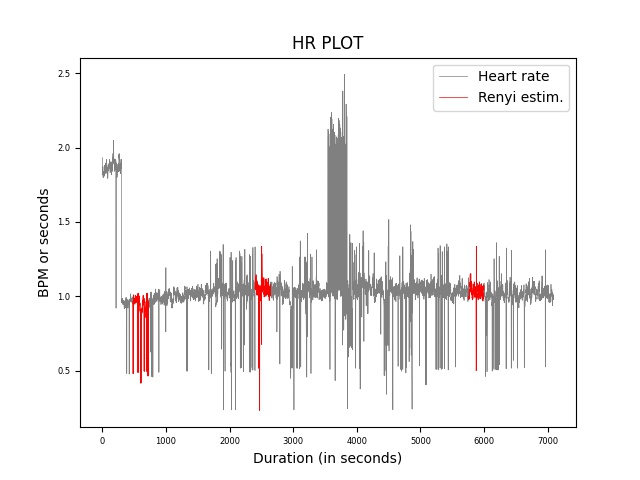 HR PLOT
Heart rate
Renyi estim.
BPM or seconds
2.5
2.0
1.5
1.0
0.5
0 1000 2000 3000 4000 5000 6000 7000
Duration (in seconds)